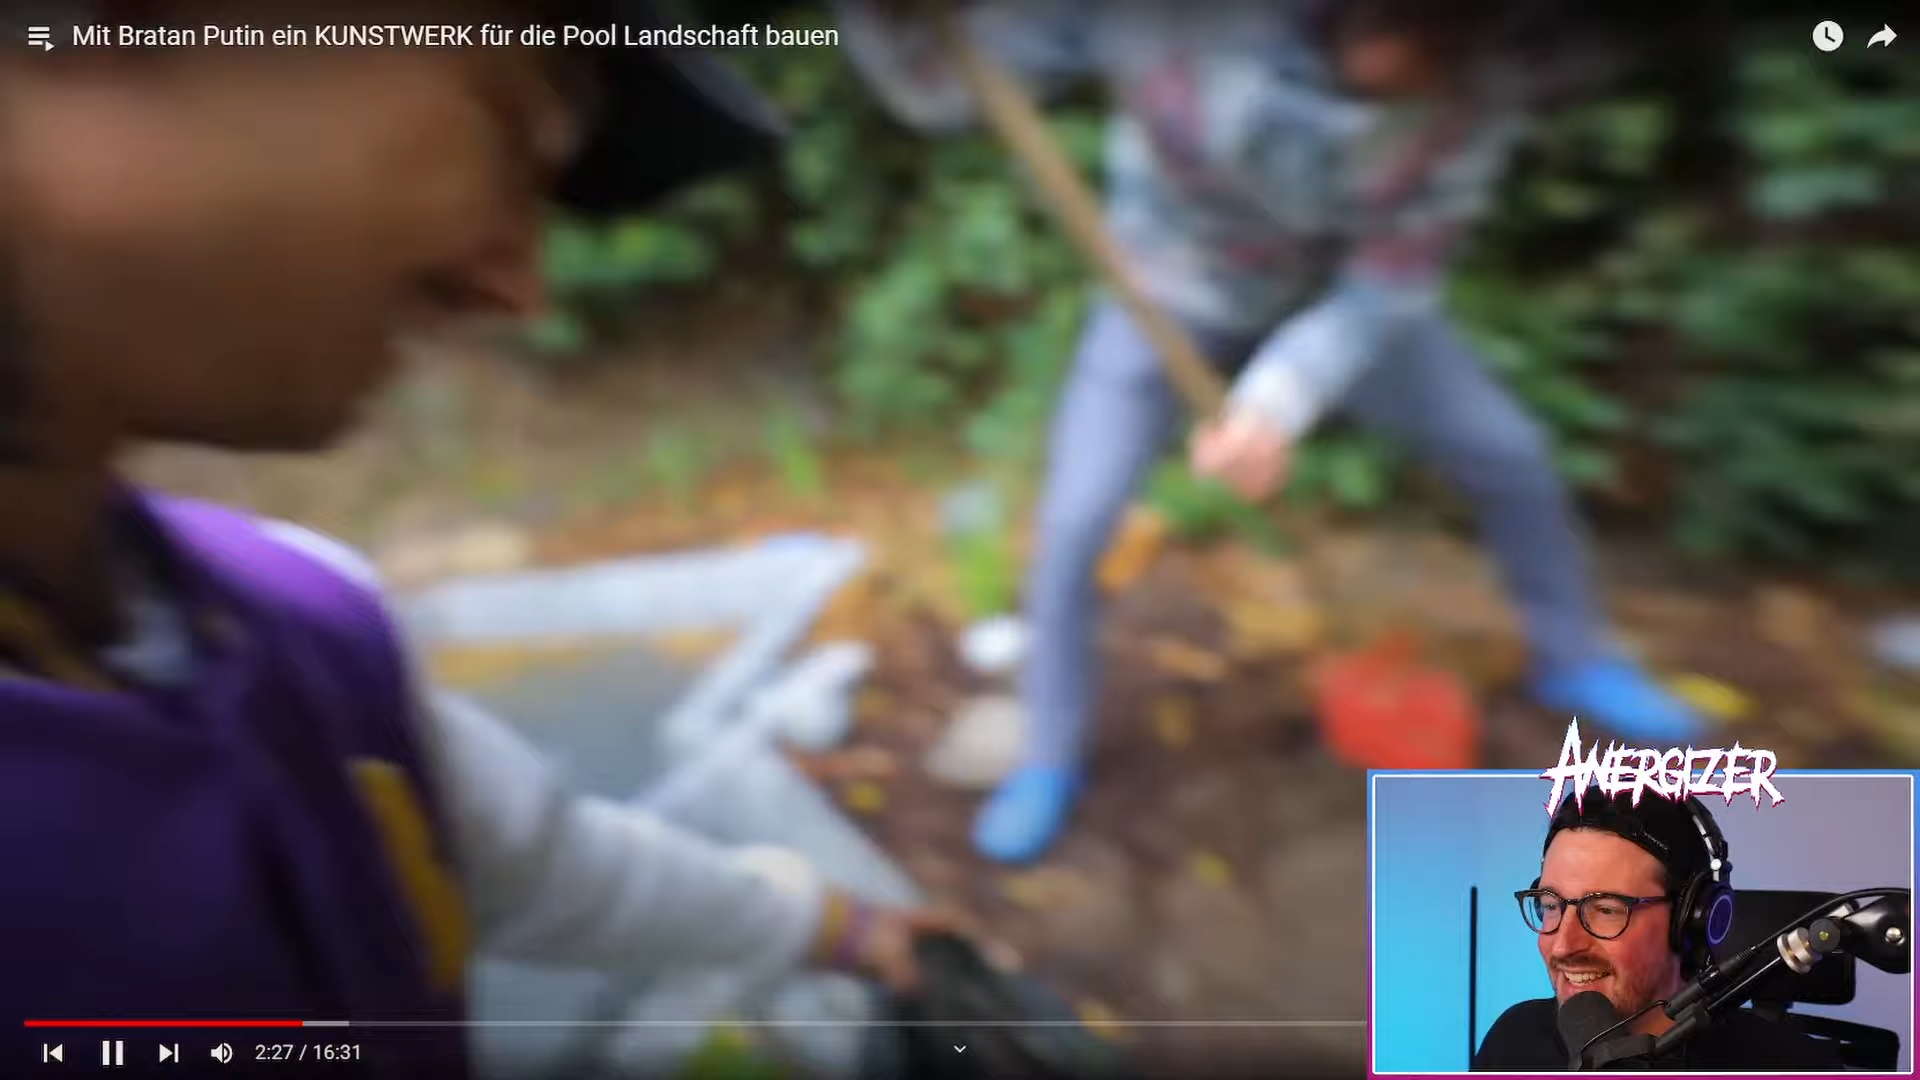 Mit Bratan Putin ein KUNSTWERK für die Pool Landschaft bauen
ANERGIZER
2:27 / 16:31